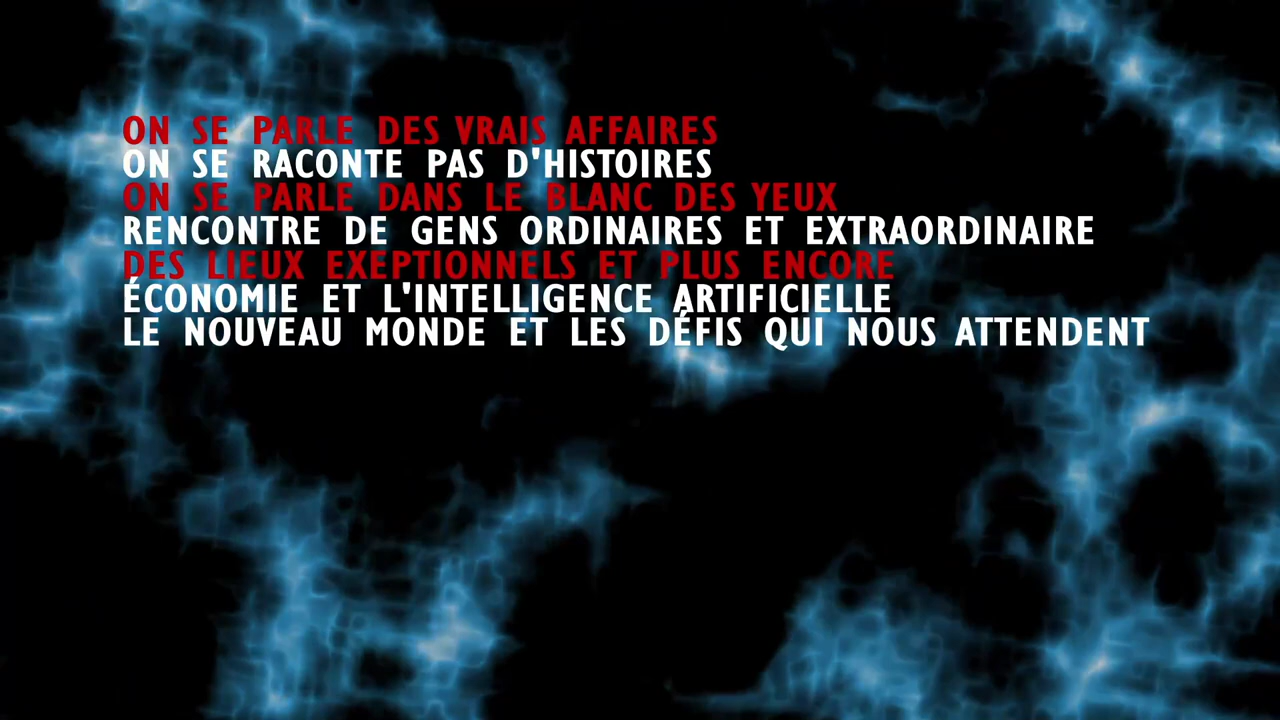 ON SE PARLE DES VRAIS AFFAIRES
ON SE RACONTE PAS D'HISTOIRES
ON SE PARLE DANS LE BLANC DES YEUX
RENCONTRE DE GENS ORDINAIRES ET EXTRAORDINAIRE
DES LIEUX EXEPTIONNELS ET PLUS ENCORE
ÉCONOMIE ET L'INTELLIGENCE ARTIFICIELLE
LE NOUVEAU MONDE ET LES DÉFIS QUI NOUS ATTENDENT